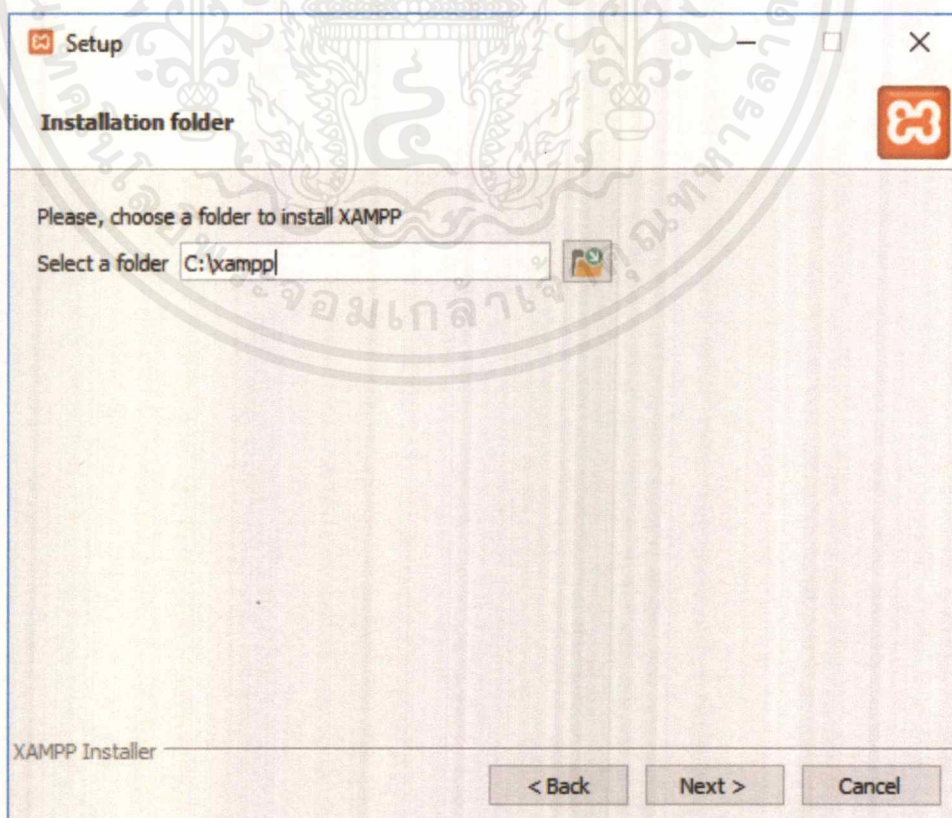 Setup
Installation folder
Please, choose a folder to install XAMPP
Select a folder C:\xampp
XAMPP Installer
< Back Next > Cancel